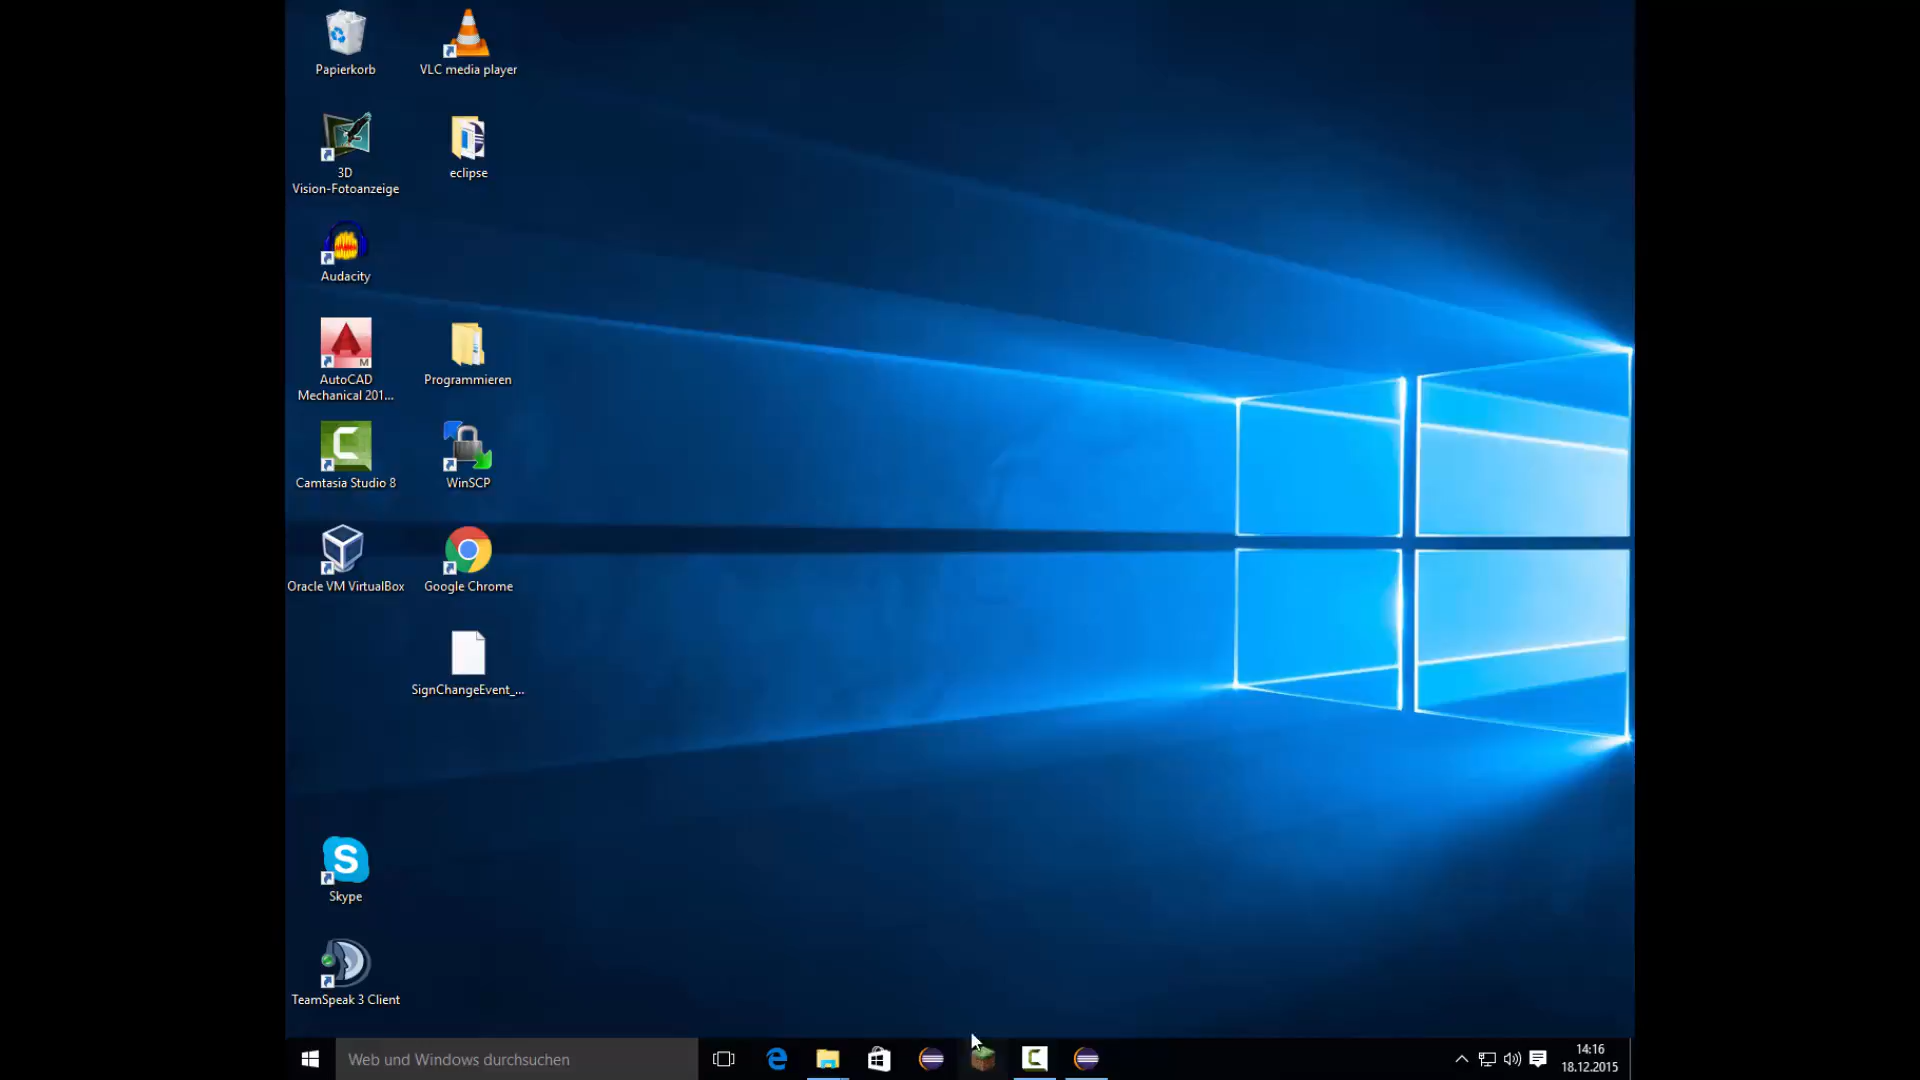 Papierkorb
VLC media player
3D
Vision-Fotoanzeige
eclipse
Audacity
AutoCAD
Mechanical 201...
Programmieren
M
Camtasia Studio 8
WinSCP
Oracle VM VirtualBox
Google Chrome
SignChangeEvent_...
Skype
TeamSpeak 3 Client
Web und Windows durchsuchen
14:16
18.12.2015